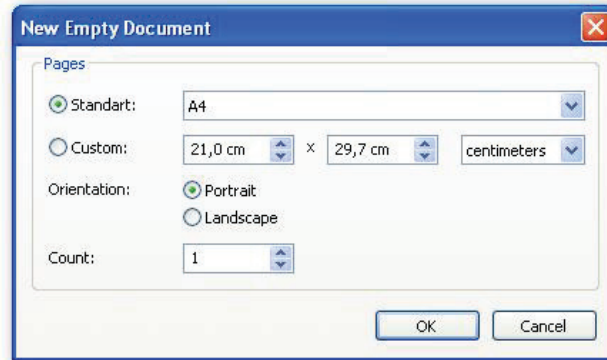 New Empty Document
Pages
Standart: A4
Custom: 21,0 cm x 29,7 cm centimeters
Orientation: Portrait
Landscape
Count: 1
OK Cancel